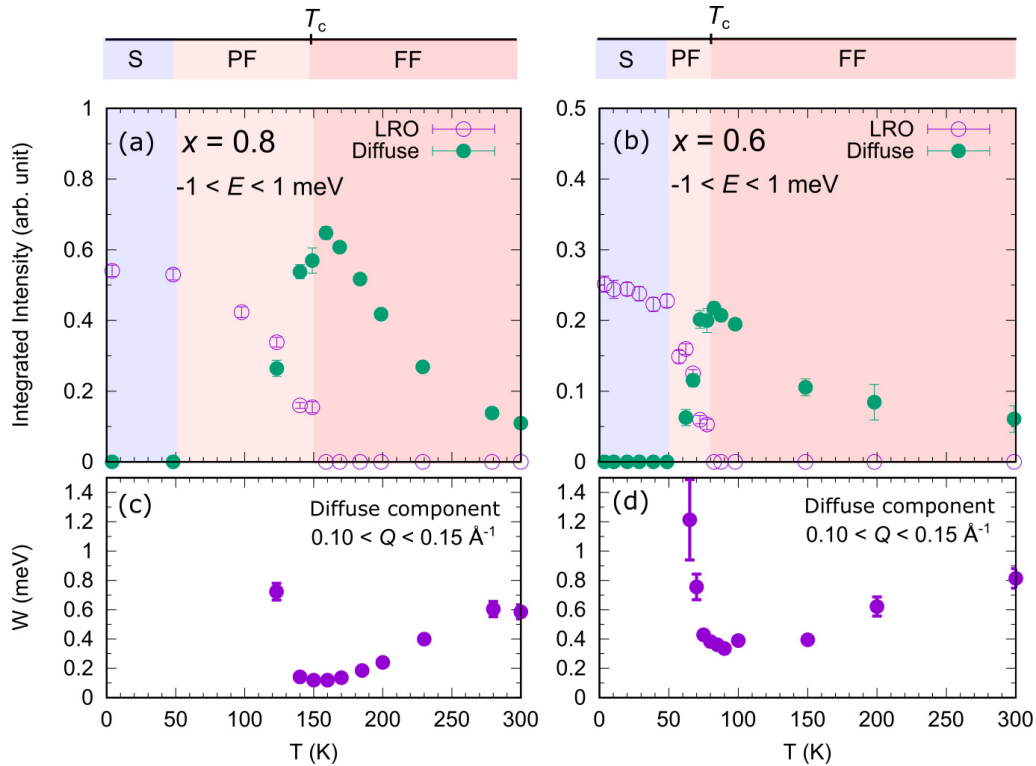 Tc
Tc
S PF FF
S PF FF
(a) x = 0.8
LRO
Diffuse
-1 < E < 1 meV
Integrated Intensity (arb. unit)
1
0.8
0.6
0.4
0.2
0
(b) x = 0.6
LRO
Diffuse
-1 < E < 1 meV
0.5
0.4
0.3
0.2
0.1
0
(c)
Diffuse component
0.10 < Q < 0.15 Å-1
W (meV)
1.4
1.2
1
0.8
0.6
0.4
0.2
0
0 50 100 150 200 250 300
T (K)
(d)
Diffuse component
0.10 < Q < 0.15 Å-1
1.4
1.2
1
0.8
0.6
0.4
0.2
0
0 50 100 150 200 250 300
T (K)